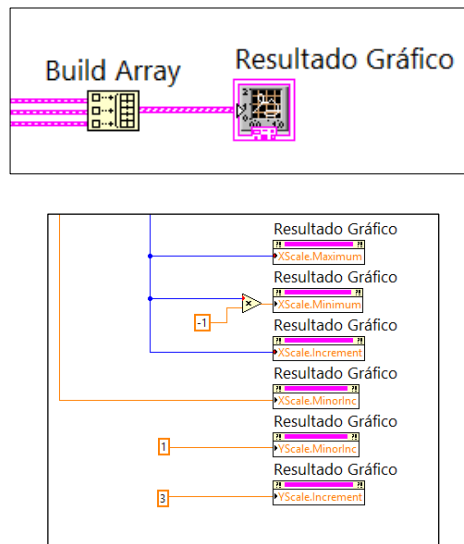 Build Array
Resultado Gráfico
Resultado Gráfico
XScale.Maximum
Resultado Gráfico
XScale.Minimum
-1
Resultado Gráfico
XScale.Increment
Resultado Gráfico
XScale.MinorInc
Resultado Gráfico
1
YScale.MinorInc
Resultado Gráfico
3
YScale.Increment